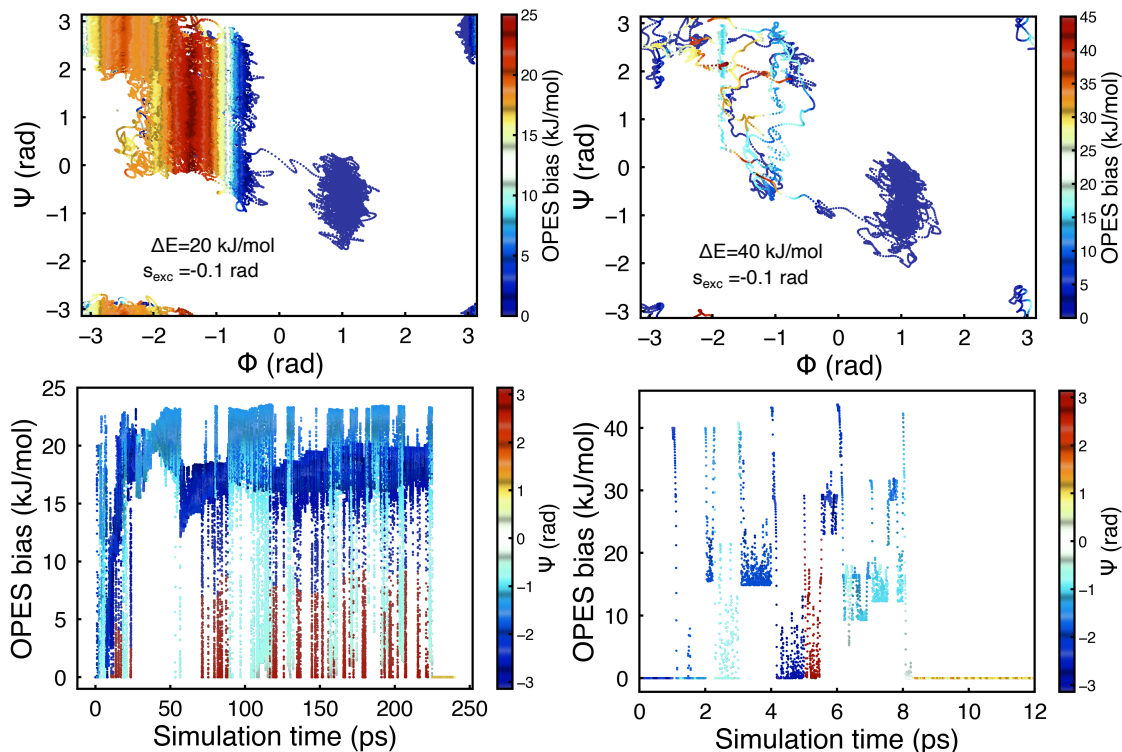 3
2
1
0
−1
−2
−3
Ψ (rad)
ΔE=20 kJ/mol
s_exc =-0.1 rad
−3 −2 −1 0 1 2 3
Φ (rad)
25
20
15
10
5
0
OPES bias (kJ/mol)
3
2
1
0
−1
−2
−3
Ψ (rad)
ΔE=40 kJ/mol
s_exc =-0.1 rad
−3 −2 −1 0 1 2 3
Φ (rad)
45
40
35
30
25
20
15
10
5
0
OPES bias (kJ/mol)
25
20
15
10
5
0
OPES bias (kJ/mol)
0 50 100 150 200 250
Simulation time (ps)
3
2
1
0
−1
−2
−3
Ψ (rad)
40
30
20
10
0
OPES bias (kJ/mol)
0 2 4 6 8 10 12
Simulation time (ps)
3
2
1
0
−1
−2
−3
Ψ (rad)